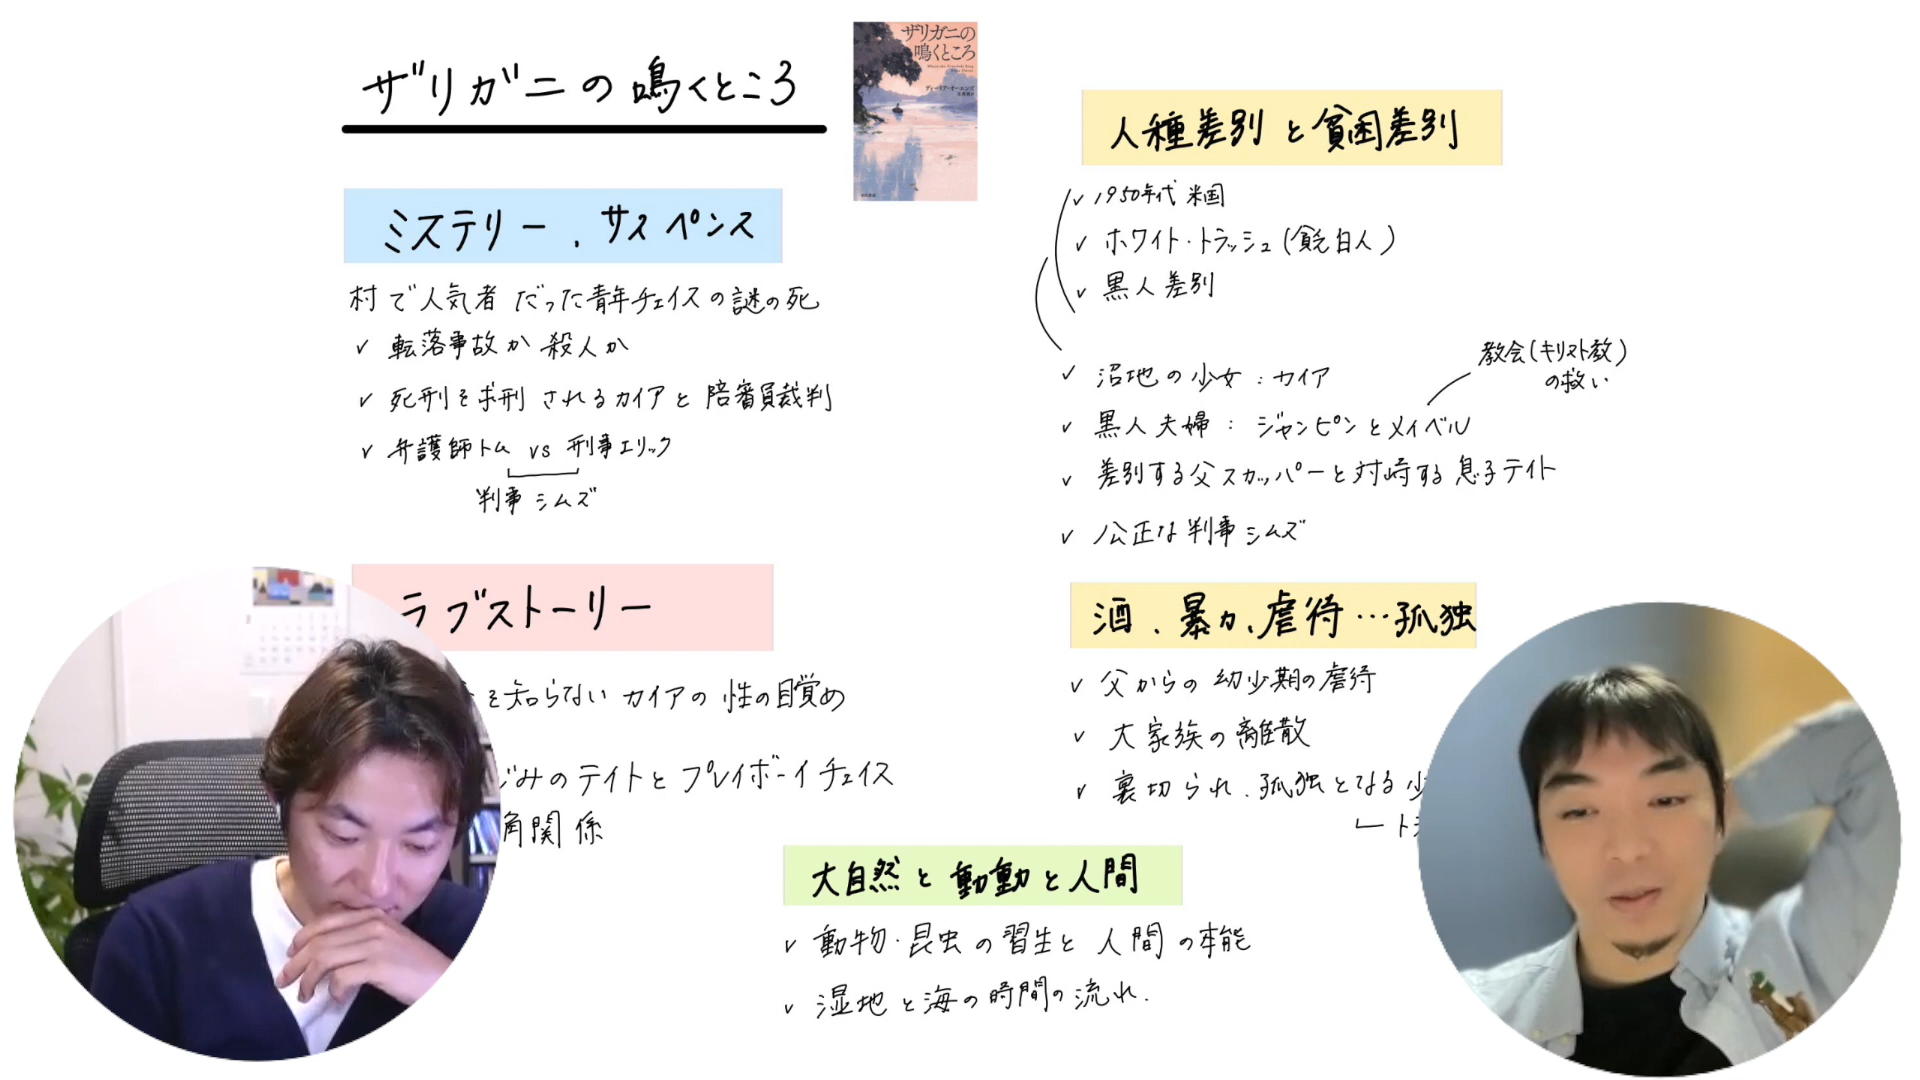 ザリガニの鳴くところ
ザリガニの
鳴くところ
ディーリア・オーエンズ
ミステリー、サスペンス
村で人気者だった青年チェイスの謎の死
✓ 転落事故か殺人か
✓ 死刑を求刑されるカイアと陪審員裁判
✓ 弁護師トム vs 刑事エリック
判事シムズ
ラブストーリー
を知らないカイアの性の目覚め
じみのテイトとプレイボーイチェイス
角関係
人種差別と貧困差別
✓ 1950年代米国
✓ ホワイト・トラッシュ(貧乏白人)
✓ 黒人差別
✓ 沼地の少女:カイア
教会(キリスト教)
の救い
✓ 黒人夫婦:ジャンピンとメイベル
✓ 差別する父スカッパーと対峙する息子テイト
✓ 公正な判事シムズ
酒、暴力、虐待…孤独
✓ 父からの幼少期の虐待
✓ 大家族の離散
✓ 裏切られ、孤独となる少
ト
大自然と動動と人間
✓ 動物・昆虫の習生と人間の本能
✓ 湿地と海の時間の流れ.